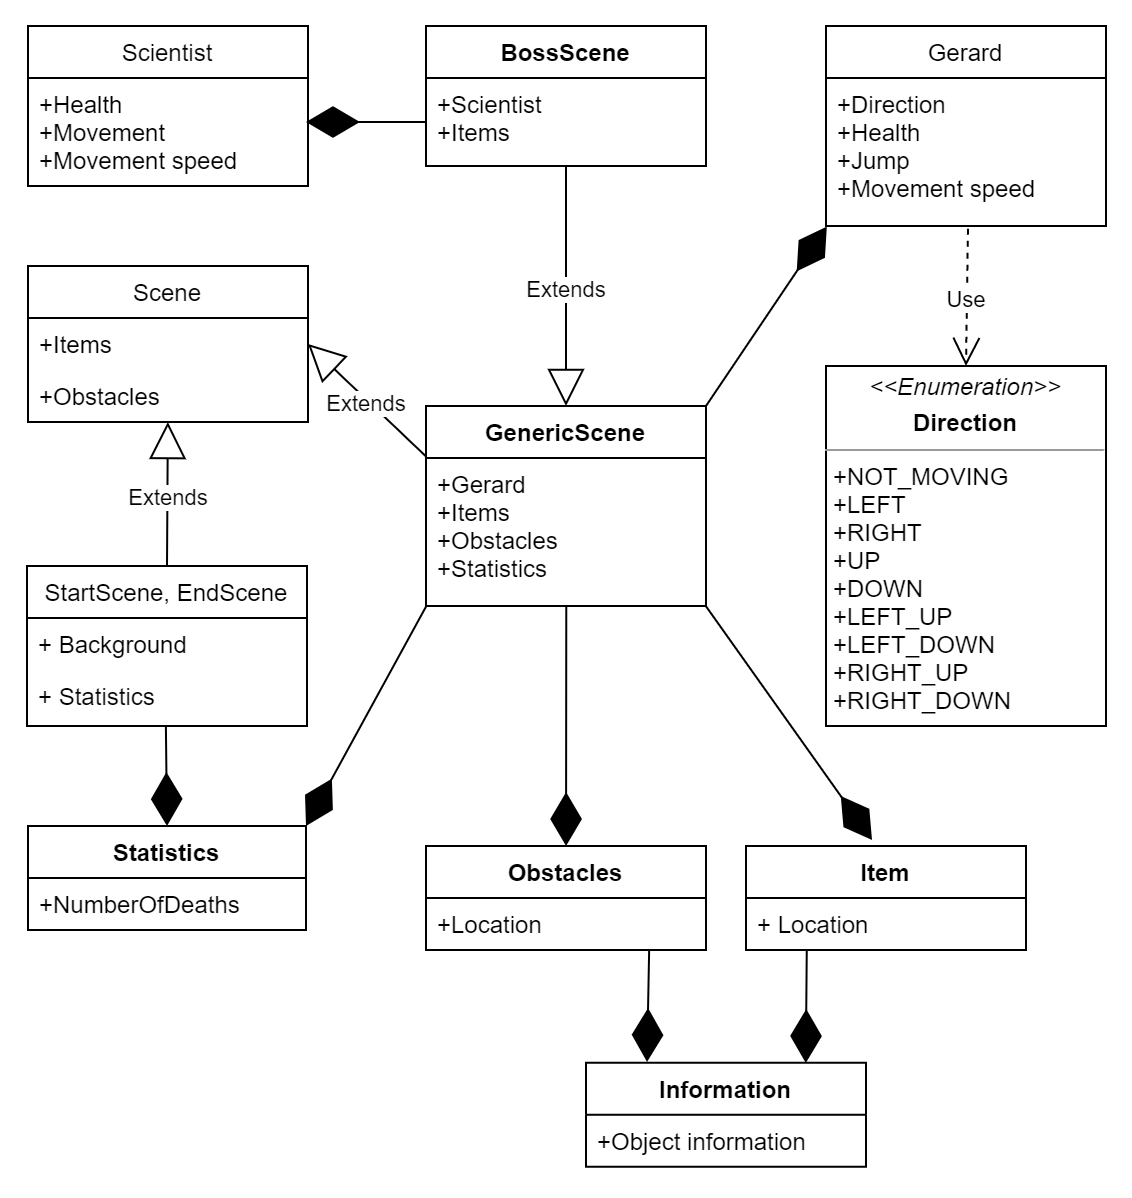 Scientist
+Health
+Movement
+Movement speed
BossScene
+Scientist
+Items
Gerard
+Direction
+Health
+Jump
+Movement speed
Scene
+Items
+Obstacles
Extends
Extends
Use
Extends
GenericScene
+Gerard
+Items
+Obstacles
+Statistics
<<Enumeration>>
Direction
+NOT_MOVING
+LEFT
+RIGHT
+UP
+DOWN
+LEFT_UP
+LEFT_DOWN
+RIGHT_UP
+RIGHT_DOWN
StartScene, EndScene
+ Background
+ Statistics
Statistics
+NumberOfDeaths
Obstacles
+Location
Item
+ Location
Information
+Object information